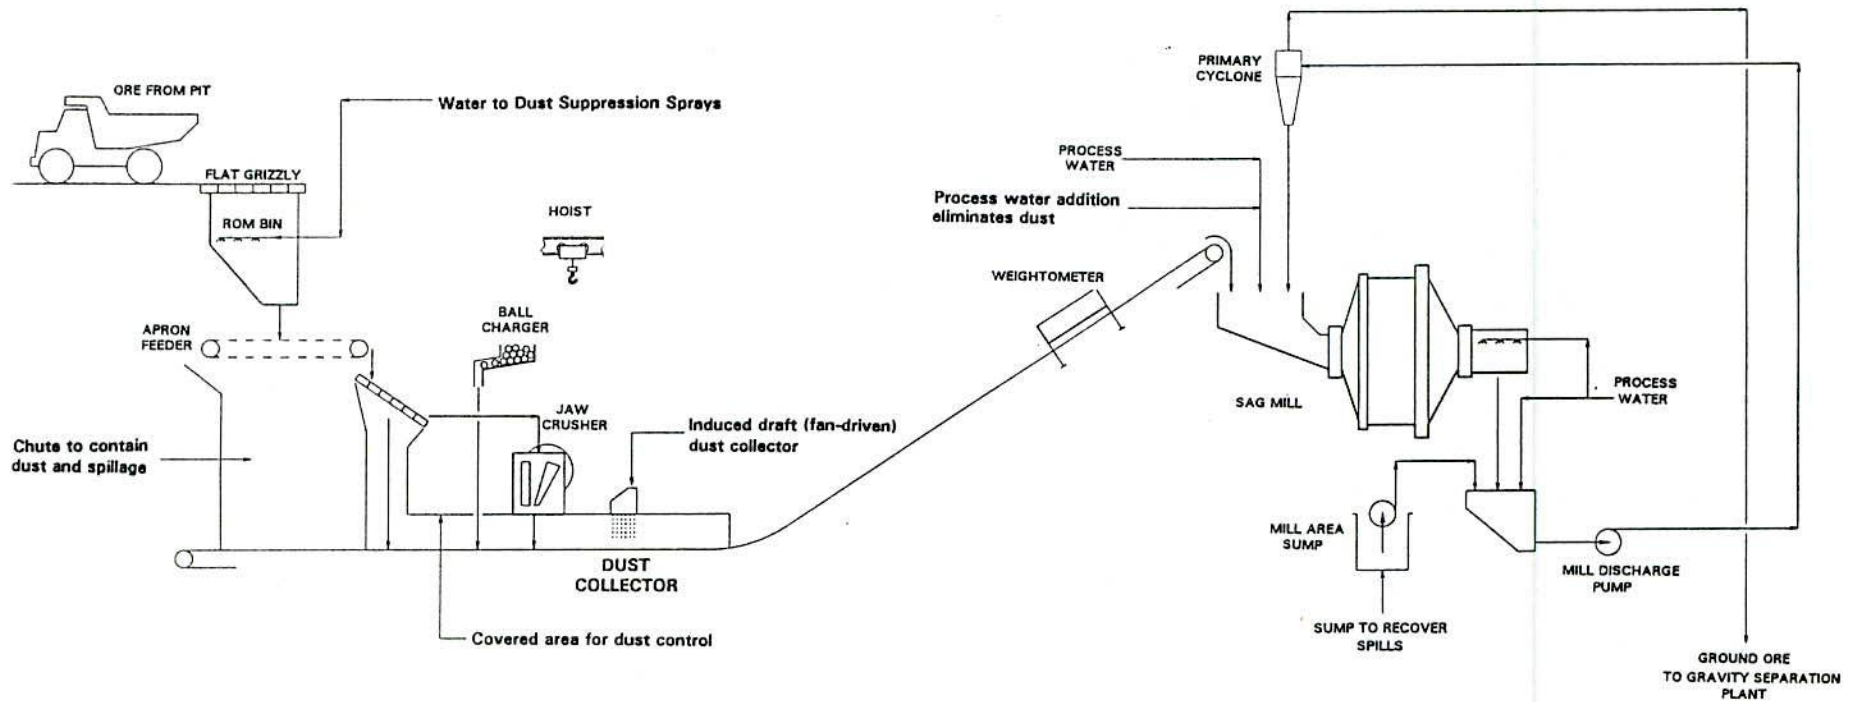 ORE FROM PIT
Water to Dust Suppression Sprays
FLAT GRIZZLY
ROM BIN
HOIST
APRON
FEEDER
BALL
CHARGER
JAW
CRUSHER
Chute to contain
dust and spillage
Induced draft (fan-driven)
dust collector
DUST
COLLECTOR
Covered area for dust control
PRIMARY
CYCLONE
PROCESS
WATER
Process water addition
eliminates dust
WEIGHTOMETER
SAG MILL
PROCESS
WATER
MILL AREA
SUMP
MILL DISCHARGE
PUMP
SUMP TO RECOVER
SPILLS
GROUND ORE
TO GRAVITY SEPARATION
PLANT